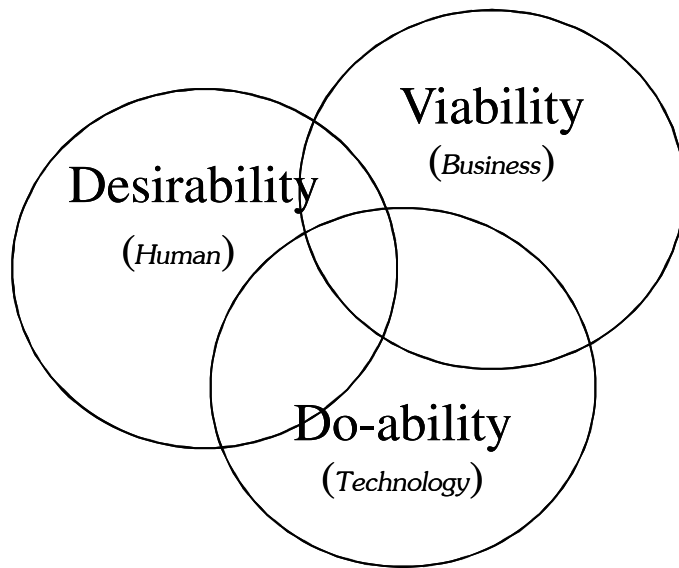 Viability
(Business)
Desirability
(Human)
Do-ability
(Technology)